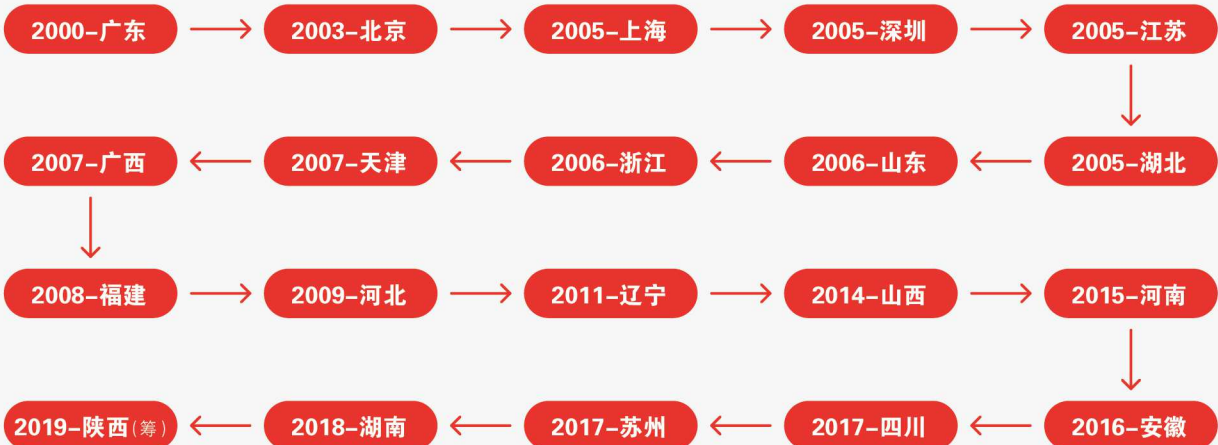 2000–广东
2003–北京
2005–上海
2005–深圳
2005–江苏
2005–湖北
2006–山东
2006–浙江
2007–天津
2007–广西
2008–福建
2009–河北
2011–辽宁
2014–山西
2015–河南
2016–安徽
2017–四川
2017–苏州
2018–湖南
2019–陕西(筹)